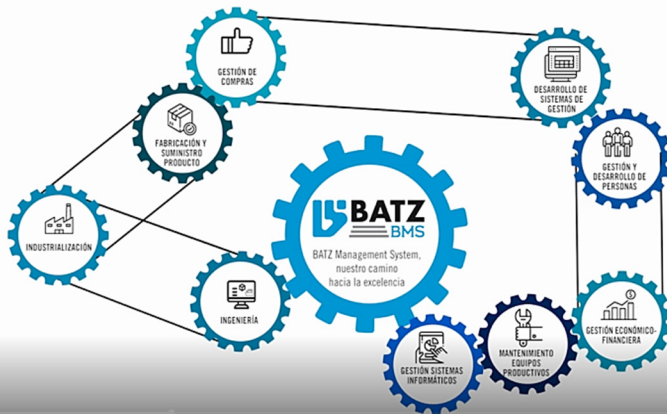 GESTIÓN DE
COMPRAS
DESARROLLO DE
SISTEMAS DE
GESTIÓN
FABRICACIÓN Y
SUMINISTRO
PRODUCTO
GESTIÓN Y
DESARROLLO DE
PERSONAS
INDUSTRIALIZACIÓN
BATZ
BMS
BATZ Management System,
nuestro camino
hacia la excelencia
INGENIERÍA
GESTIÓN ECONÓMICO-
FINANCIERA
MANTENIMIENTO
EQUIPOS
PRODUCTIVOS
GESTIÓN SISTEMAS
INFORMÁTICOS